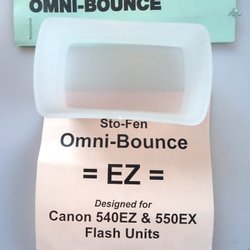 OMNI-BOUNCE
Sto-Fen
Omni-Bounce
= EZ =
Designed for
Canon 540EZ & 550EX
Flash Units